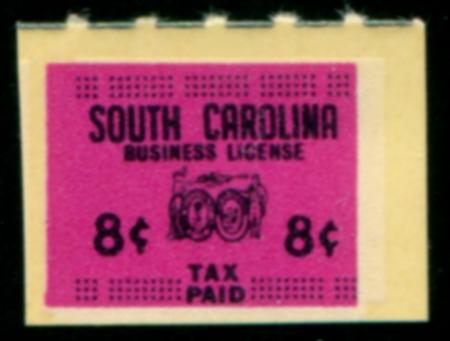 SOUTH CAROLINA
BUSINESS LICENSE
8¢ 8¢
TAX
PAID